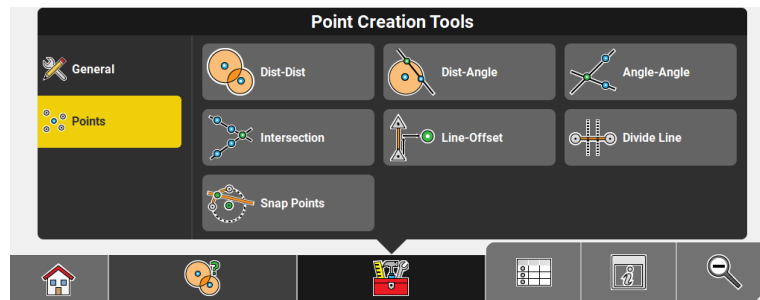 Point Creation Tools
General
Points
Dist-Dist
Dist-Angle
Angle-Angle
Intersection
Line-Offset
Divide Line
Snap Points